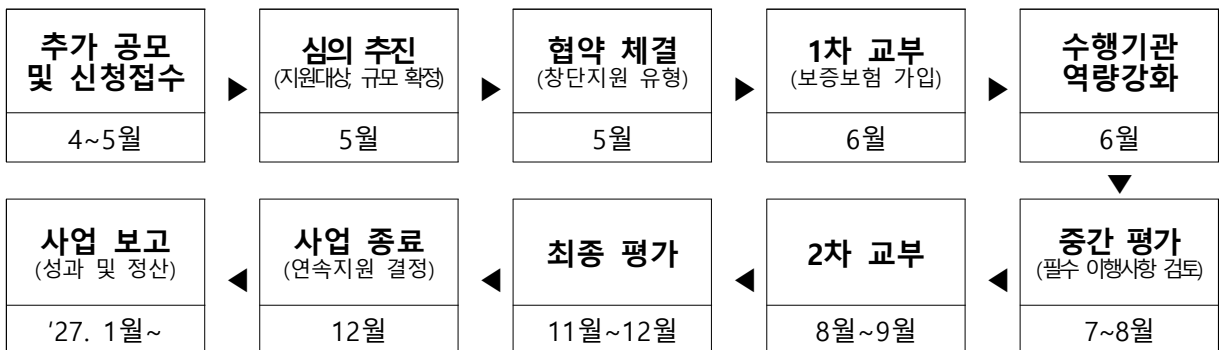 추가 공모
및 신청접수
4~5월
▶
심의 추진
(지원대상, 규모 확정)
5월
▶
협약 체결
(창단지원 유형)
5월
▶
1차 교부
(보증보험 가입)
6월
▶
수행기관
역량강화
6월
▼
중간 평가
(필수 이행사항 검토)
7~8월
◀
2차 교부
8월~9월
◀
최종 평가
11월~12월
◀
사업 종료
(연속지원 결정)
12월
◀
사업 보고
(성과 및 정산)
'27. 1월~